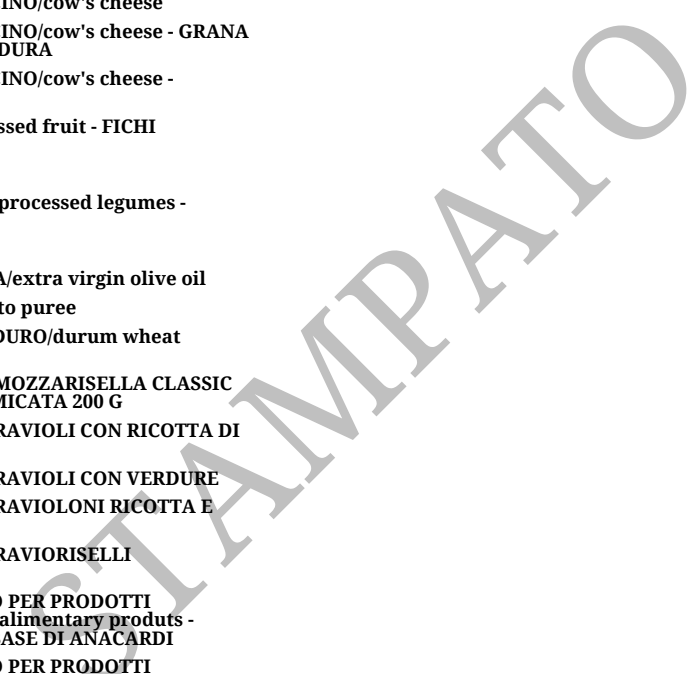 INO/cow's cheese
INO/cow's cheese - GRANA
DURA
INO/cow's cheese -
ssed fruit - FICHI
processed legumes -
A/extra virgin olive oil
to puree
DURO/durum wheat
MOZZARISELLA CLASSIC
MICATA 200 G
RAVIOLI CON RICOTTA DI
RAVIOLI CON VERDURE
RAVIOLONI RICOTTA E
RAVIORISELLI
O PER PRODOTTI
alimentary produts -
BASE DI ANACARDI
O PER PRODOTTI
STAMPATO